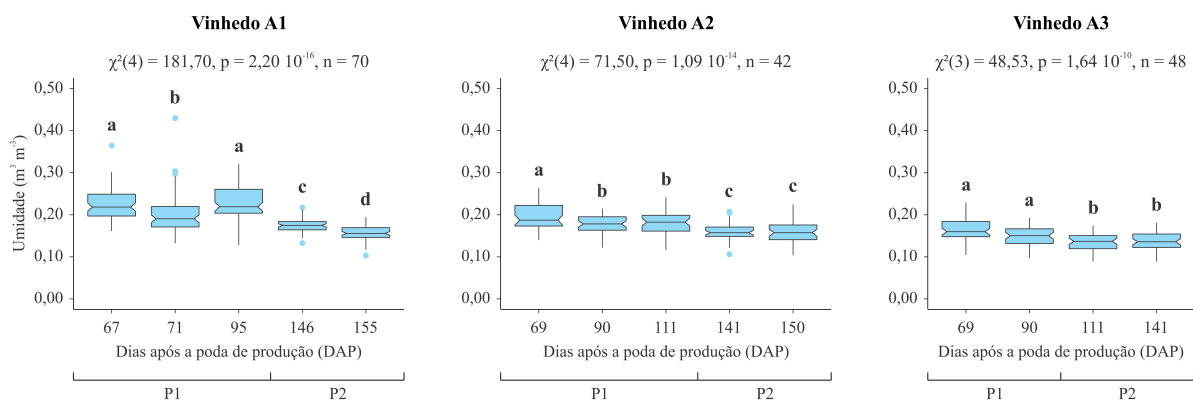 Vinhedo A1
χ²(4) = 181,70, p = 2,20 10⁻¹⁶, n = 70
Umidade (m³ m⁻³)
0,50
0,40
0,30
0,20
0,10
0,00
a
b
a
c
d
67 71 95 146 155
Dias após a poda de produção (DAP)
P1 P2
Vinhedo A2
χ²(4) = 71,50, p = 1,09 10⁻¹⁴, n = 42
0,50
0,40
0,30
0,20
0,10
0,00
a
b
b
c
c
69 90 111 141 150
Dias após a poda de produção (DAP)
P1 P2
Vinhedo A3
χ²(3) = 48,53, p = 1,64 10⁻¹⁰, n = 48
0,50
0,40
0,30
0,20
0,10
0,00
a
a
b
b
69 90 111 141
Dias após a poda de produção (DAP)
P1 P2